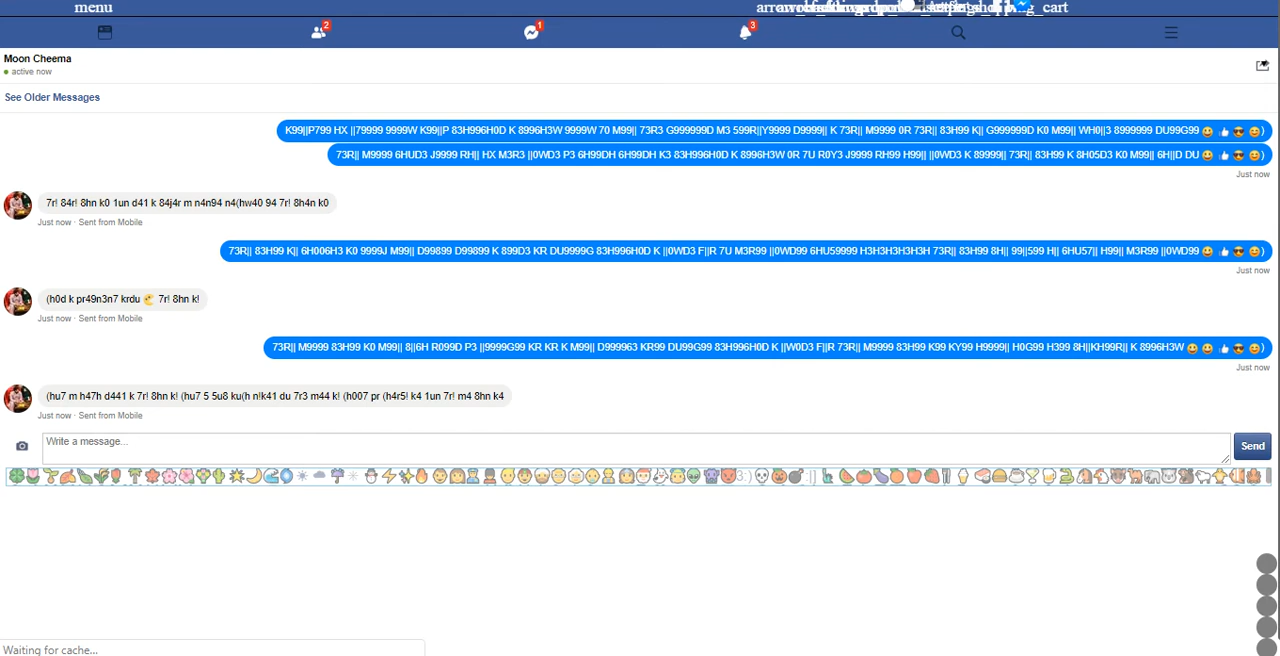 menu
2
1
3
Moon Cheema
active now
See Older Messages
K99||P799 HX ||79999 9999W K99||P 83H996H0D K 8996H3W 9999W 70 M99|| 73R3 G999999D M3 599R||Y9999 D9999|| K 73R|| M9999 0R 73R|| 83H99 K|| G999999D K0 M99|| WH0||3 8999999 DU99G99 😀 👍 😎 😊)
73R|| M9999 6HUD3 J9999 RH|| HX M3R3 ||0WD3 P3 6H99DH 6H99DH K3 83H996H0D K 8996H3W 0R 7U R0Y3 J9999 RH99 H99|| ||0WD3 K 89999|| 73R|| 83H99 K 8H05D3 K0 M99|| 6H||D DU 😀 👍 😎 😊)
Just now
7r! 84r! 8hn k0 1un d41 k 84j4r m n4n94 n4(hw40 94 7r! 8h4n k0
Just now · Sent from Mobile
73R|| 83H99 K|| 6H006H3 K0 9999J M99|| D99899 D99899 K 899D3 KR DU9999G 83H996H0D K ||0WD3 F||R 7U M3R99 ||0WD99 6HU59999 H3H3H3H3H3H 73R|| 83H99 8H|| 99||599 H|| 6HU57|| H99|| M3R99 ||0WD99 😀 👍 😎 😊)
Just now
(h0d k pr49n3n7 krdu 🤪 7r! 8hn k!
Just now · Sent from Mobile
73R|| M9999 83H99 K0 M99|| 8||6H R099D P3 ||9999G99 KR KR K M99|| D999963 KR99 DU99G99 83H996H0D K ||W0D3 F||R 73R|| M9999 83H99 K99 KY99 H9999|| H0G99 H399 8H||KH99R|| K 8996H3W 😀 😀 👍 😎 😊)
Just now
(hu7 m h47h d441 k 7r! 8hn k! (hu7 5 5u8 ku(h n!k41 du 7r3 m44 k! (h007 pr (h4r5! k4 1un 7r! m4 8hn k4
Just now · Sent from Mobile
Write a message...
Send
Waiting for cache...